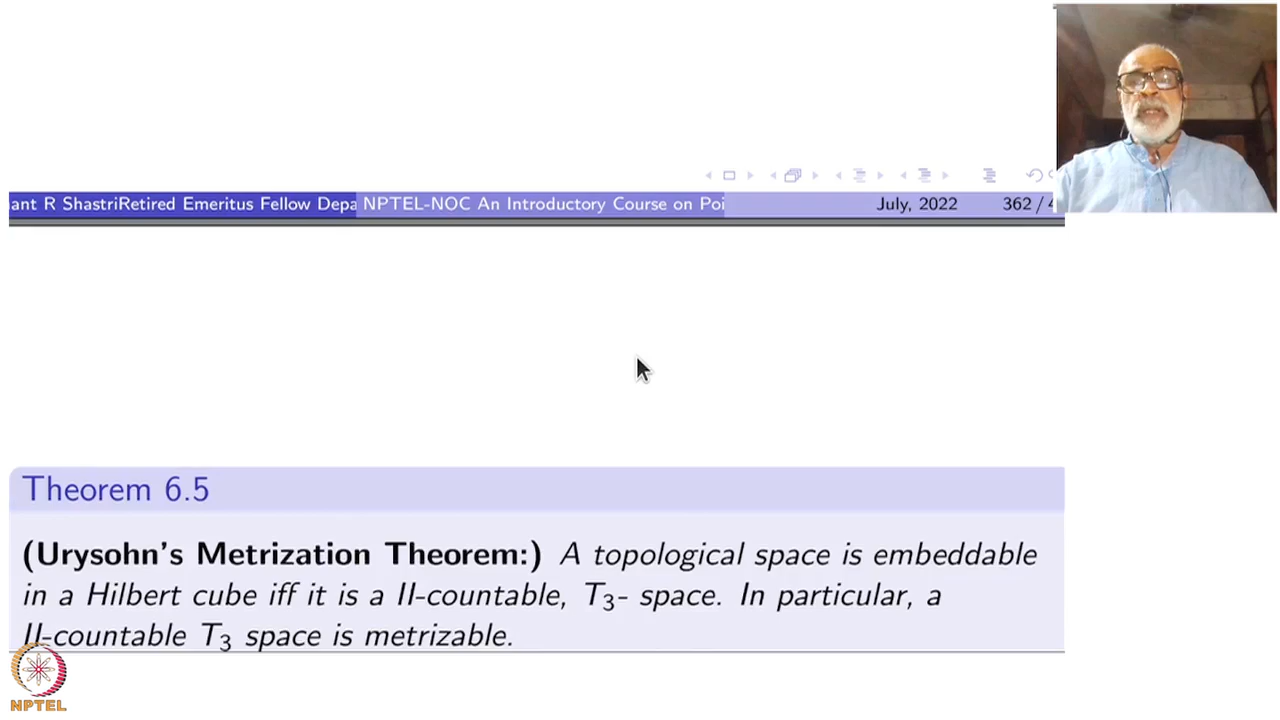 ant R ShastriRetired Emeritus Fellow Depa NPTEL-NOC An Introductory Course on Poi July, 2022 362 / 4
Theorem 6.5
(Urysohn's Metrization Theorem:) A topological space is embeddable
in a Hilbert cube iff it is a II-countable, T₃- space. In particular, a
II-countable T₃ space is metrizable.
NPTEL